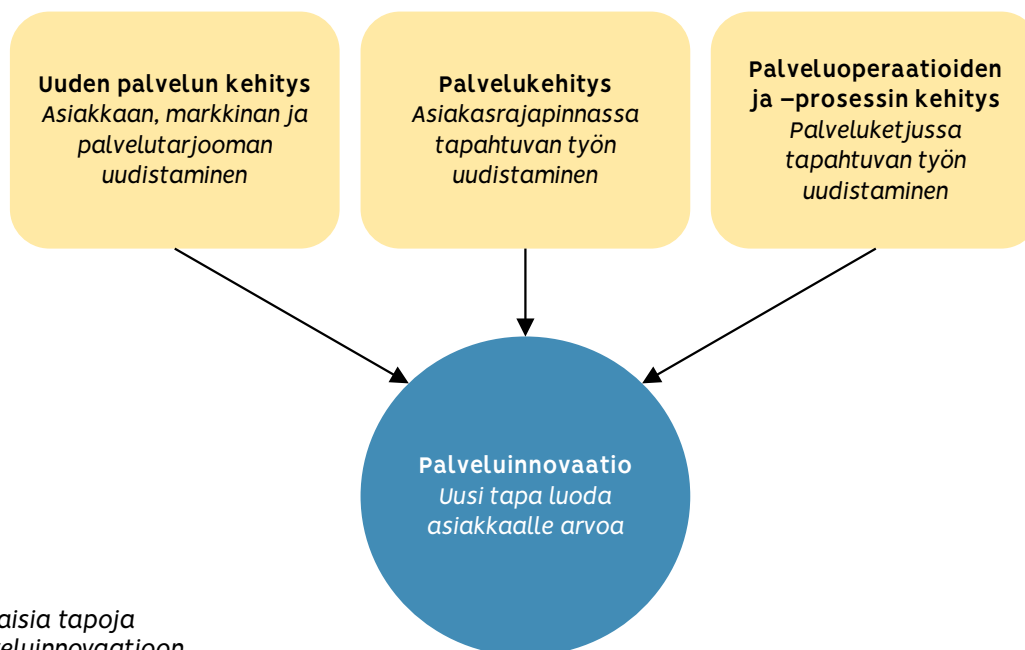 Uuden palvelun kehitys
Asiakkaan, markkinan ja
palvelutarjooman
uudistaminen
Palvelukehitys
Asiakasrajapinnassa
tapahtuvan työn
uudistaminen
Palveluoperaatioiden
ja –prosessin kehitys
Palveluketjussa
tapahtuvan työn
uudistaminen
Palveluinnovaatio
Uusi tapa luoda
asiakkaalle arvoa
tapoja